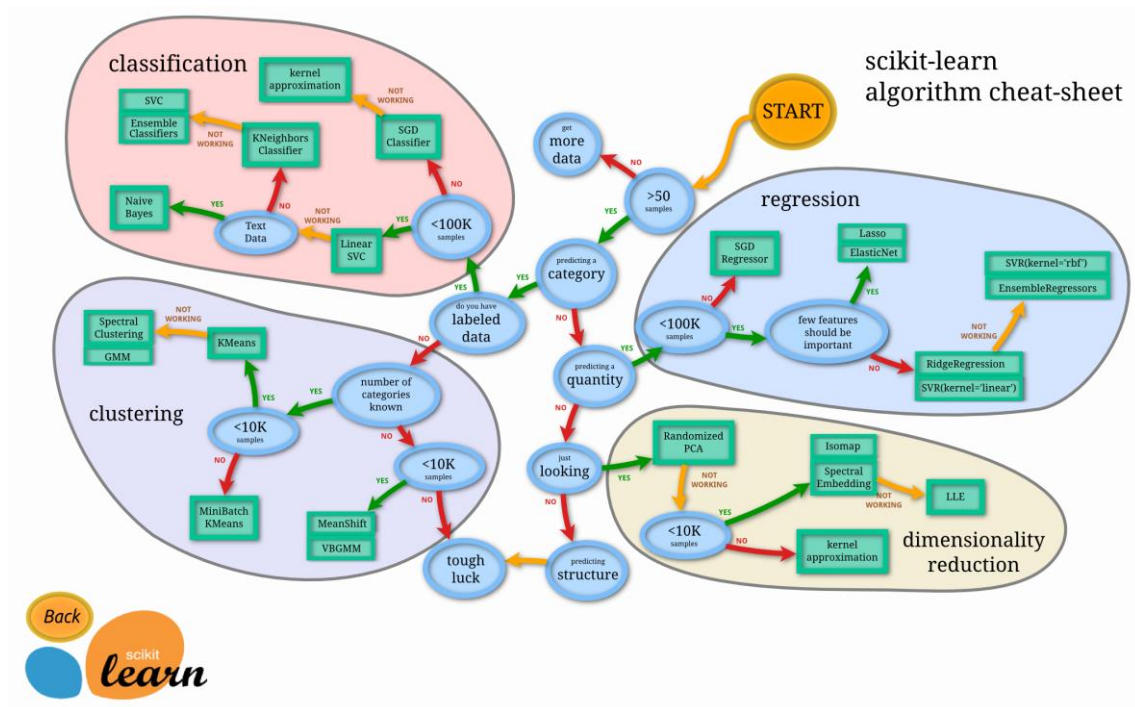 scikit-learn
algorithm cheat-sheet
START
classification
kernel
approximation
NOT
WORKING
SVC
Ensemble
Classifiers
NOT
WORKING
KNeighbors
Classifier
SGD
Classifier
NO
NO
YES
Naive
Bayes
Text
Data
NOT
WORKING
Linear
SVC
YES
<100K
samples
YES
get
more
data
NO
>50
samples
YES
predicting a
category
YES
do you have
labeled
data
NO
NO
predicting a
quantity
YES
NO
just
looking
YES
NO
predicting
structure
tough
luck
regression
SGD
Regressor
NO
<100K
samples
YES
Lasso
ElasticNet
YES
few features
should be
important
NO
SVR(kernel='rbf')
EnsembleRegressors
NOT
WORKING
RidgeRegression
SVR(kernel='linear')
clustering
Spectral
Clustering
GMM
NOT
WORKING
KMeans
YES
<10K
samples
YES
number of
categories
known
NO
NO
MiniBatch
KMeans
<10K
samples
YES
NO
MeanShift
VBGMM
Randomized
PCA
NOT
WORKING
<10K
samples
YES
NO
Isomap
Spectral
Embedding
NOT
WORKING
LLE
kernel
approximation
dimensionality
reduction
Back
scikit
learn